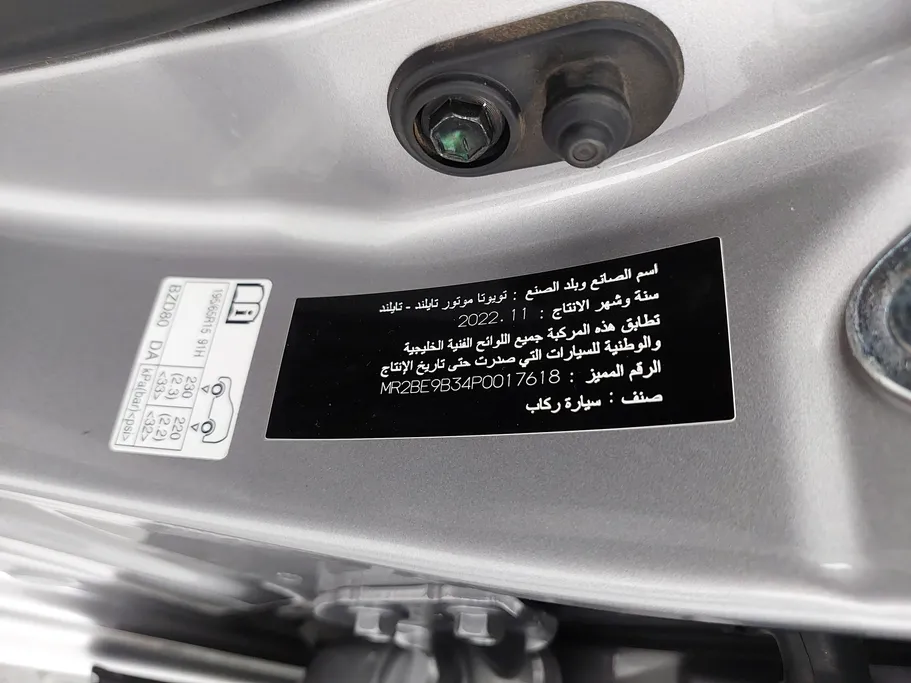 اسم الصانع وبلد الصنع : تويوتا موتور تايلند - تايلند
سنة وشهر الانتاج : 2022.11
تطابق هذه المركبة جميع اللوائح الفنية الخليجية
والوطنية للسيارات التي صدرت حتى تاريخ الإنتاج
الرقم المميز : MR2BE9B34P0017618
صنف : سيارة ركاب
195/65R15 91H
230
(2.3)
<33>
220
(2.2)
<32>
BZD80 DA
kPa(bar)<psi>